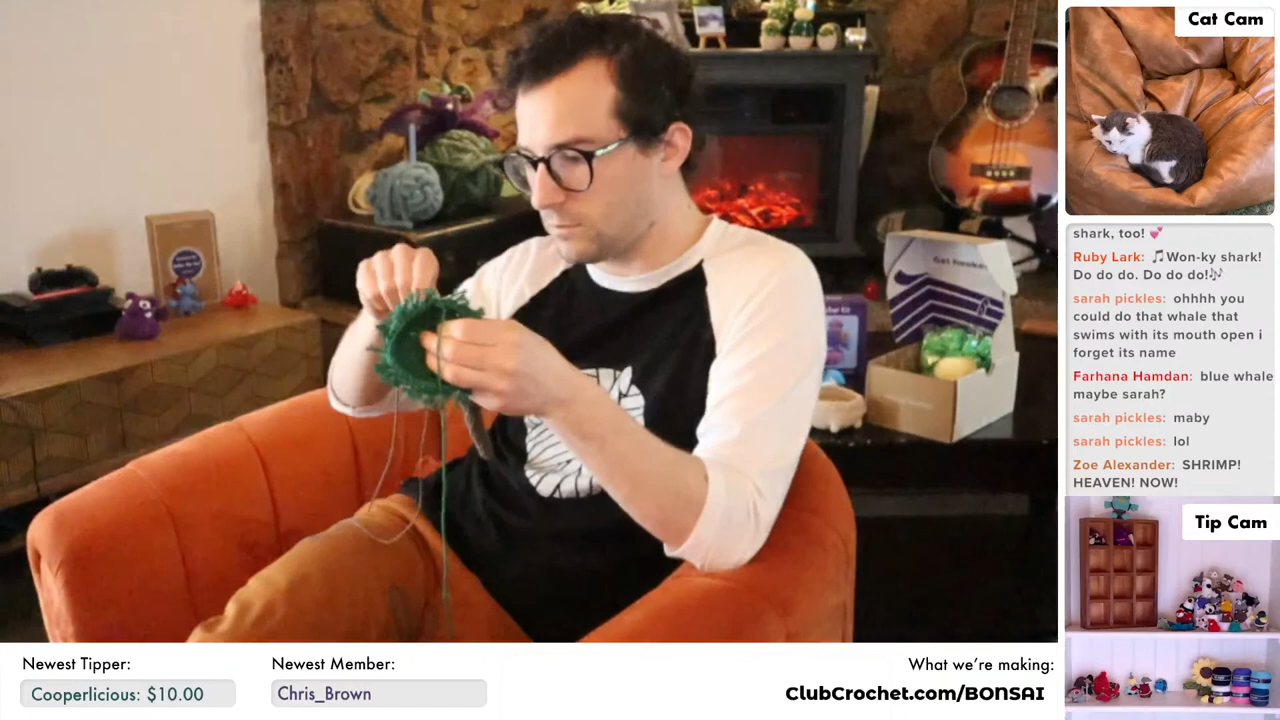 Cat Cam
shark, too! 💕
Ruby Lark: 🎵Won-ky shark!
Do do do. Do do do!🎶
sarah pickles: ohhhh you
could do that whale that
swims with its mouth open i
forget its name
Farhana Hamdan: blue whale
maybe sarah?
sarah pickles: maby
sarah pickles: lol
Zoe Alexander: SHRIMP!
HEAVEN! NOW!
Tip Cam
Get hooked
Newest Tipper:
Cooperlicious: $10.00
Newest Member:
Chris_Brown
What we're making:
ClubCrochet.com/BONSAI